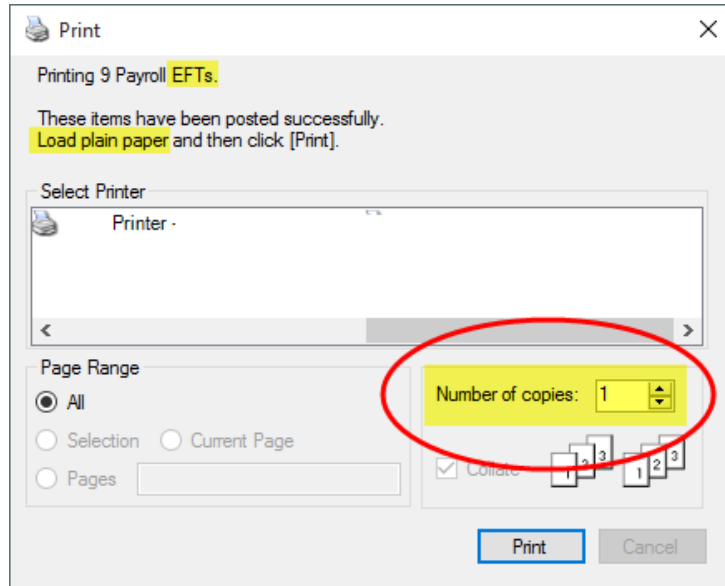 Print
Printing 9 Payroll EFTs.
These items have been posted successfully.
Load plain paper and then click [Print].
Select Printer
Printer -
Page Range
All
Number of copies: 1
Selection Current Page
Pages
Collate
1 2 3 1 2 3
Print Cancel